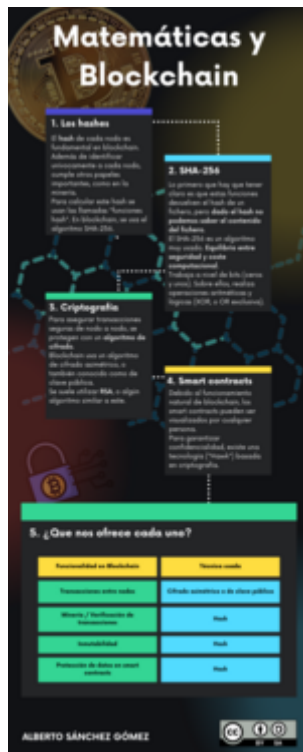 Matemáticas y
Blockchain
1. Los hashes
El hash de cada nodo es
fundamental en blockchain.
Además de identificar
unívocamente a cada nodo,
cumple otros papeles
importantes, como en la
minería.
Para calcular este hash se
usan las llamadas "funciones
hash". En blockchain, se usa el
algoritmo SHA-256.
2. SHA-256
Lo primero que hay que tener
claro es que estas funciones
devuelven el hash de un
fichero, pero dado el hash no
podemos saber el contenido
del fichero.
El SHA-256 es un algoritmo
muy usado. Equilibrio entre
seguridad y coste
computacional.
Trabaja a nivel de bits (ceros y
unos). Sobre ellos, realiza
operaciones aritméticas y
lógicas (XOR, o OR exclusiva).
3. Criptografía
Para asegurar transacciones
seguras de nodo a nodo, se
protegen con un algoritmo de
cifrado.
Blockchain usa un algoritmo
de cifrado asimétrico, o
también conocido como de
clave pública.
Se suele utilizar RSA, o algún
algoritmo similar a este.
4. Smart contracts
Debido al funcionamiento
natural de blockchain, los
smart contracts pueden ser
visualizados por cualquier
persona.
Para garantizar
confidencialidad, existe una
tecnología ("Hawk") basada
en criptografía.
5. ¿Que nos ofrece cada uno?
Funcionalidad en Blockchain
Técnica usada
Transacciones entre nodos
Cifrado asimétrico o de clave pública
Minería / Verificación de
transacciones
Hash
Inmutabilidad
Hash
Protección de datos en smart
contracts
Hash
ALBERTO SÁNCHEZ GÓMEZ
CC
BY SA